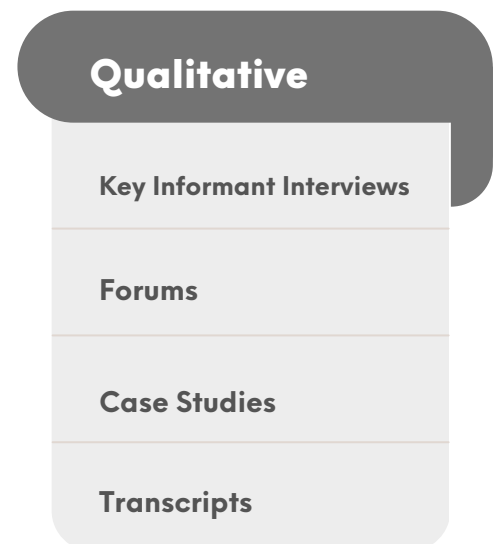 Qualitative
Key Informant Interviews
Forums
Case Studies
Transcripts